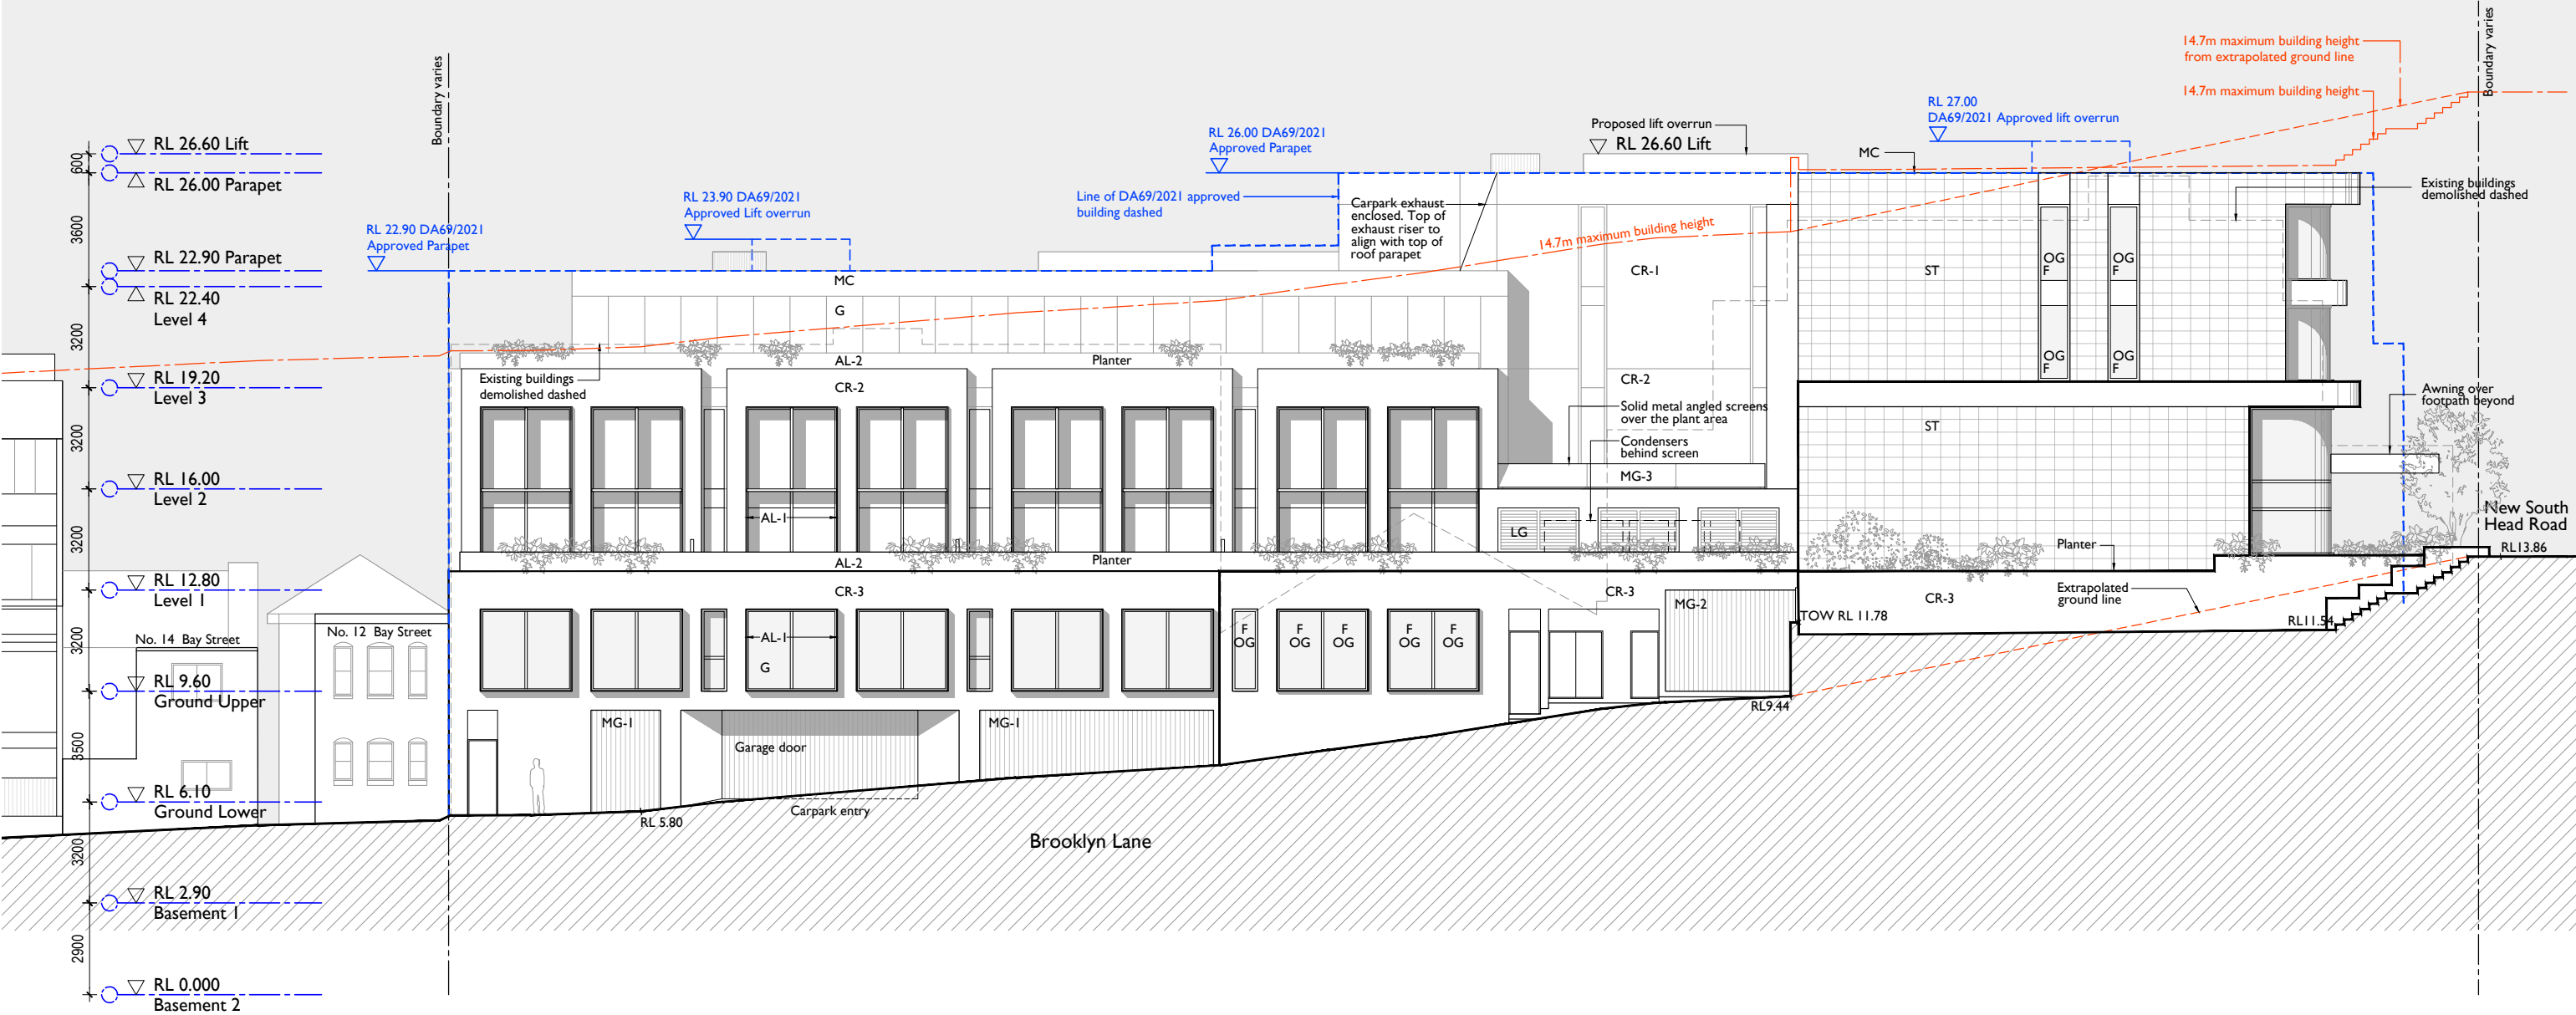 Boundary varies
Boundary varies
14.7m maximum building height
from extrapolated ground line
14.7m maximum building height
RL 27.00
DA69/2021 Approved lift overrun
Proposed lift overrun
RL 26.60 Lift
MC
RL 26.00 DA69/2021
Approved Parapet
RL 26.60 Lift
RL 26.00 Parapet
RL 22.90 Parapet
RL 22.40
Level 4
RL 19.20
Level 3
RL 16.00
Level 2
RL 12.80
Level 1
RL 9.60
Ground Upper
RL 6.10
Ground Lower
RL 2.90
Basement 1
RL 0.000
Basement 2
600
3600
3200
3200
3200
3200
3500
3200
2900
RL 22.90 DA69/2021
Approved Parapet
RL 23.90 DA69/2021
Approved Lift overrun
Line of DA69/2021 approved
building dashed
Carpark exhaust
enclosed. Top of
exhaust riser to
align with top of
roof parapet
14.7m maximum building height
Existing buildings
demolished dashed
MC
G
AL-2
Planter
CR-2
Existing buildings
demolished dashed
CR-1
CR-2
ST
OG
F
OG
F
OG
F
OG
F
Solid metal angled screens
over the plant area
Condensers
behind screen
MG-3
LG
ST
Awning over
footpath beyond
New South
Head Road
RL13.86
Planter
Extrapolated
ground line
CR-3
RL11.54
TOW RL 11.78
AL-1
AL-2
Planter
CR-3
CR-3
MG-2
AL-1
G
F
OG
F
OG
F
OG
F
OG
F
OG
RL9.44
No. 14 Bay Street
No. 12 Bay Street
MG-1
Garage door
MG-1
Carpark entry
RL 5.80
Brooklyn Lane